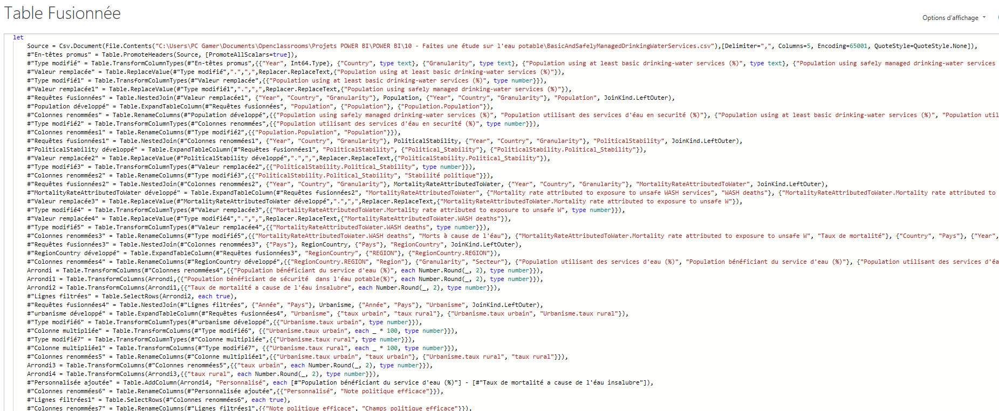 Table Fusionnée
Options d'affichage
let
Source = Csv.Document(File.Contents("C:\Users\PC Gamer\Documents\Openclassrooms\Projets POWER BI\POWER BI\10 - Faites une étude sur l'eau potable\BasicAndSafelyManagedDrinkingWaterServices.csv"),[Delimiter=",", Columns=5, Encoding=65001, QuoteStyle=QuoteStyle.None]),
#"En-têtes promus" = Table.PromoteHeaders(Source, [PromoteAllScalars=true]),
#"Type modifié" = Table.TransformColumnTypes(#"En-têtes promus",{{"Year", Int64.Type}, {"Country", type text}, {"Granularity", type text}, {"Population using at least basic drinking-water services (%)", type text}, {"Population using safely managed drinking-water services
#"Valeur remplacée" = Table.ReplaceValue(#"Type modifié",".",",",Replacer.ReplaceText,{"Population using at least basic drinking-water services (%)"}),
#"Type modifié1" = Table.TransformColumnTypes(#"Valeur remplacée",{{"Population using at least basic drinking-water services (%)", type number}}),
#"Valeur remplacée1" = Table.ReplaceValue(#"Type modifié1",".",",",Replacer.ReplaceText,{"Population using safely managed drinking-water services (%)"}),
#"Requêtes fusionnées" = Table.NestedJoin(#"Valeur remplacée1", {"Year", "Country", "Granularity"}, Population, {"Year", "Country", "Granularity"}, "Population", JoinKind.LeftOuter),
#"Population développé" = Table.ExpandTableColumn(#"Requêtes fusionnées", "Population", {"Population"}, {"Population.Population"}),
#"Colonnes renommées" = Table.RenameColumns(#"Population développé",{{"Population using safely managed drinking-water services (%)", "Population utilisant des services d'éau en securité (%)"}, {"Population using at least basic drinking-water services (%)", "Population util
#"Type modifié2" = Table.TransformColumnTypes(#"Colonnes renommées",{{"Population utilisant des services d'éau en securité (%)", type number}}),
#"Colonnes renommées1" = Table.RenameColumns(#"Type modifié2",{{"Population.Population", "Population"}}),
#"Requêtes fusionnées1" = Table.NestedJoin(#"Colonnes renommées1", {"Year", "Country", "Granularity"}, PoliticalStability, {"Year", "Country", "Granularity"}, "PoliticalStability", JoinKind.LeftOuter),
#"PoliticalStability développé" = Table.ExpandTableColumn(#"Requêtes fusionnées1", "PoliticalStability", {"Political_Stability"}, {"PoliticalStability.Political_Stability"}),
#"Valeur remplacée2" = Table.ReplaceValue(#"PoliticalStability développé",".",",",Replacer.ReplaceText,{"PoliticalStability.Political_Stability"}),
#"Type modifié3" = Table.TransformColumnTypes(#"Valeur remplacée2",{{"PoliticalStability.Political_Stability", type number}}),
#"Colonnes renommées2" = Table.RenameColumns(#"Type modifié3",{{"PoliticalStability.Political_Stability", "Stabilité politique"}}),
#"Requêtes fusionnées2" = Table.NestedJoin(#"Colonnes renommées2", {"Year", "Country", "Granularity"}, MortalityRateAttributedToWater, {"Year", "Country", "Granularity"}, "MortalityRateAttributedToWater", JoinKind.LeftOuter),
#"MortalityRateAttributedToWater développé" = Table.ExpandTableColumn(#"Requêtes fusionnées2", "MortalityRateAttributedToWater", {"Mortality rate attributed to exposure to unsafe WASH services", "WASH deaths"}, {"MortalityRateAttributedToWater.Mortality rate attributed to
#"Valeur remplacée3" = Table.ReplaceValue(#"MortalityRateAttributedToWater développé",".",",",Replacer.ReplaceText,{"MortalityRateAttributedToWater.Mortality rate attributed to exposure to unsafe W"}),
#"Type modifié4" = Table.TransformColumnTypes(#"Valeur remplacée3",{{"MortalityRateAttributedToWater.Mortality rate attributed to exposure to unsafe W", type number}}),
#"Valeur remplacée4" = Table.ReplaceValue(#"Type modifié4",".",",",Replacer.ReplaceText,{"MortalityRateAttributedToWater.WASH deaths"}),
#"Type modifié5" = Table.TransformColumnTypes(#"Valeur remplacée4",{{"MortalityRateAttributedToWater.WASH deaths", type number}}),
#"Colonnes renommées3" = Table.RenameColumns(#"Type modifié5",{{"MortalityRateAttributedToWater.WASH deaths", "Morts à cause de l'éau"}, {"MortalityRateAttributedToWater.Mortality rate attributed to exposure to unsafe W", "Taux de mortalité"}, {"Country", "Pays"}, {"Year",
#"Requêtes fusionnées3" = Table.NestedJoin(#"Colonnes renommées3", {"Pays"}, RegionCountry, {"Pays"}, "RegionCountry", JoinKind.LeftOuter),
#"RegionCountry développé" = Table.ExpandTableColumn(#"Requêtes fusionnées3", "RegionCountry", {"REGION"}, {"RegionCountry.REGION"}),
#"Colonnes renommées4" = Table.RenameColumns(#"RegionCountry développé",{{"RegionCountry.REGION", "Region"}, {"Granularity", "Secteur"}, {"Population utilisant des services d'eau (%)", "Population bénéficiant du service d'eau (%)"}, {"Population utilisant des services d'éa
Arrondi = Table.TransformColumns(#"Colonnes renommées4",{{"Population bénéficiant du service d'eau (%)", each Number.Round(_, 2), type number}}),
Arrondi1 = Table.TransformColumns(Arrondi,{{"Population bénéficiant de sécurité  dans l'éau potable(%)", each Number.Round(_, 2), type number}}),
Arrondi2 = Table.TransformColumns(Arrondi1,{{"Taux de mortalité a cause de l'éau insalubre", each Number.Round(_, 2), type number}}),
#"Lignes filtrées" = Table.SelectRows(Arrondi2, each true),
#"Requêtes fusionnées4" = Table.NestedJoin(#"Lignes filtrées", {"Année", "Pays"}, Urbanisme, {"Année", "Pays"}, "Urbanisme", JoinKind.LeftOuter),
#"urbanisme développé" = Table.ExpandTableColumn(#"Requêtes fusionnées4", "Urbanisme", {"taux urbain", "taux rural"}, {"Urbanisme.taux urbain", "Urbanisme.taux rural"}),
#"Type modifié6" = Table.TransformColumnTypes(#"urbanisme développé",{{"Urbanisme.taux urbain", type number}}),
#"Colonne multipliée" = Table.TransformColumns(#"Type modifié6", {{"Urbanisme.taux urbain", each _ * 100, type number}}),
#"Type modifié7" = Table.TransformColumnTypes(#"Colonne multipliée",{{"Urbanisme.taux rural", type number}}),
#"Colonne multipliée1" = Table.TransformColumns(#"Type modifié7", {{"Urbanisme.taux rural", each _ * 100, type number}}),
#"Colonnes renommées5" = Table.RenameColumns(#"Colonne multipliée1",{{"Urbanisme.taux urbain", "taux urbain"}, {"Urbanisme.taux rural", "taux rural"}}),
Arrondi3 = Table.TransformColumns(#"Colonnes renommées5",{{"taux urbain", each Number.Round(_, 2), type number}}),
Arrondi4 = Table.TransformColumns(Arrondi3,{{"taux rural", each Number.Round(_, 2), type number}}),
#"Personnalisée ajoutée" = Table.AddColumn(Arrondi4, "Personnalisé", each [#"Population bénéficiant du service d'eau (%)"] - [#"Taux de mortalité a cause de l'éau insalubre"]),
#"Colonnes renommées6" = Table.RenameColumns(#"Personnalisée ajoutée",{{"Personnalisé", "Note politique efficace"}}),
#"Lignes filtrées1" = Table.SelectRows(#"Colonnes renommées6", each true),
#"Colonnes renommées7" = Table.RenameColumns(#"Lignes filtrées1",{{"Note politique efficace", "Champs politique efficace"}}),